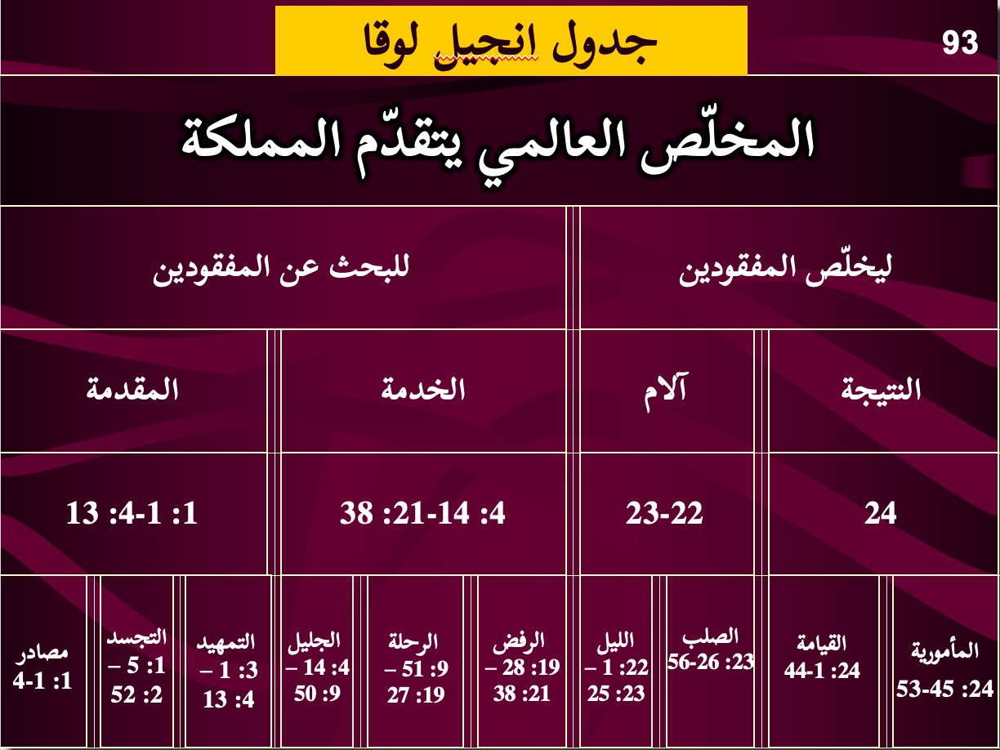 93
جدول انجيل لوقا
المخلّص العالمي يتقدّم المملكة
ليخلّص المفقودين
للبحث عن المفقودين
النتيجة
آلام
الخدمة
المقدمة
24
22-23
4: 14-21: 38
1: 1-4: 13
المأمورية
24: 45-53
القيامة
24: 1-44
الصلب
23: 26-56
الليل
22: 1 –
23: 25
الرفض
19: 28 –
21: 38
الرحلة
9: 51 –
19: 27
الجليل
4: 14 –
9: 50
التمهيد
3: 1 –
4: 13
التجسد
1: 5 –
2: 52
مصادر
1: 1-4